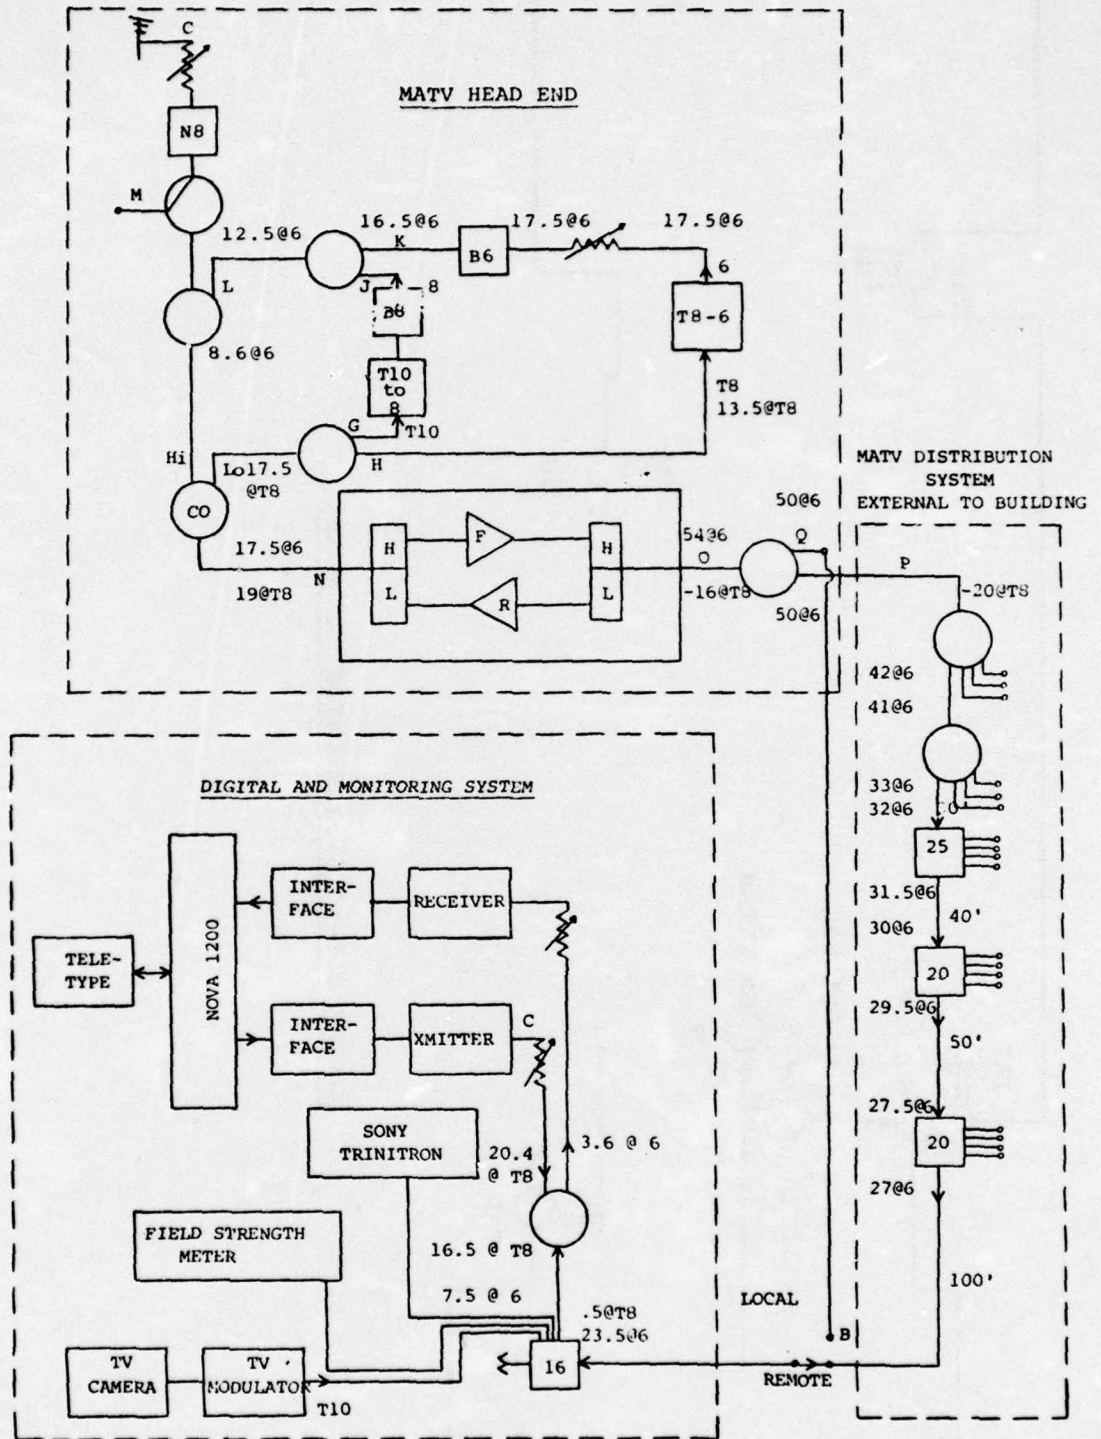 C
MATV HEAD END
N8
M
12.5@6
16.5@6
17.5@6
17.5@6
K
B6
6
L
J
8
B8
T8-6
8.6@6
T10
to
8
T8
13.5@T8
G
T10
Hi
Lo17.5
@T8
H
CO
MATV DISTRIBUTION
SYSTEM
EXTERNAL TO BUILDING
50@6
17.5@6
N
19@T8
H
F
H
L
R
L
54@6
O
-16@T8
Q
50@6
P
-20@T8
42@6
41@6
33@6
32@6
25
31.5@6
40'
30@6
20
29.5@6
50'
27.5@6
20
27@6
100'
DIGITAL AND MONITORING SYSTEM
INTER-
FACE
RECEIVER
TELE-
TYPE
NOVA 1200
INTER-
FACE
XMITTER
C
SONY
TRINITRON
20.4
@ T8
3.6 @ 6
FIELD STRENGTH
METER
16.5 @ T8
7.5 @ 6
.5@T8
23.5@6
LOCAL
B
16
REMOTE
TV
CAMERA
TV
MODULATOR
T10